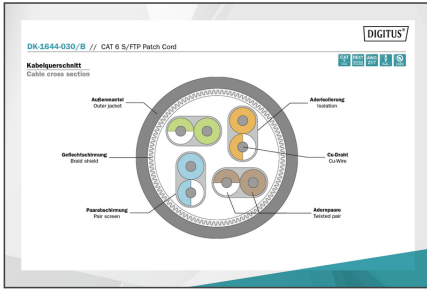 DIGITUS®
DK-1644-030/B // CAT 6 S/FTP Patch Cord
Kabelquerschnitt
Cable cross section
Außenmantel
Outer jacket
Aderisolierung
Isolation
Geflechtschirmung
Braid shield
Cu-Draht
Cu-Wire
Paarabschirmung
Pair screen
Aderspaare
Twisted pair